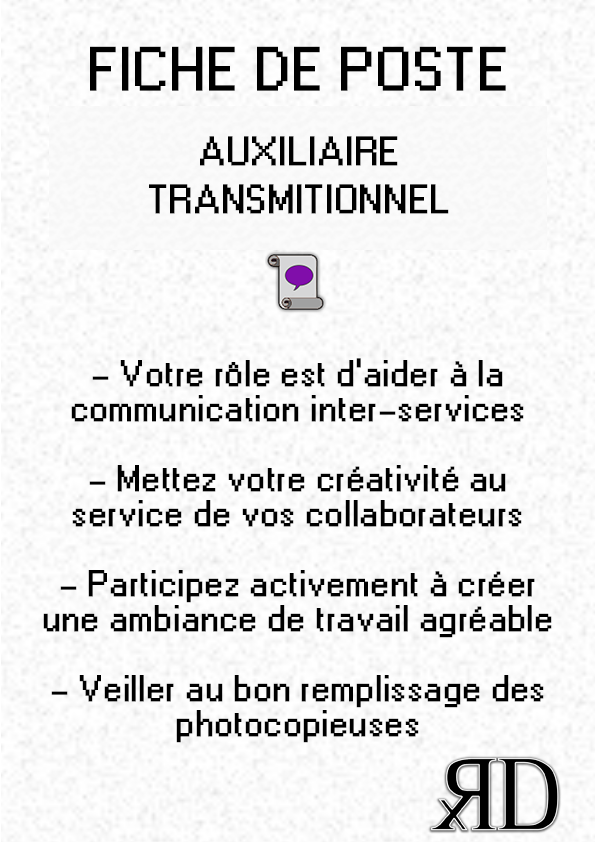 FICHE DE POSTE
AUXILIAIRE
TRANSMITIONNEL
- Votre rôle est d'aider à la
communication inter-services
- Mettez votre créativité au
service de vos collaborateurs
- Participez activement à créer
une ambiance de travail agréable
- Veiller au bon remplissage des
photocopieuses
xRD